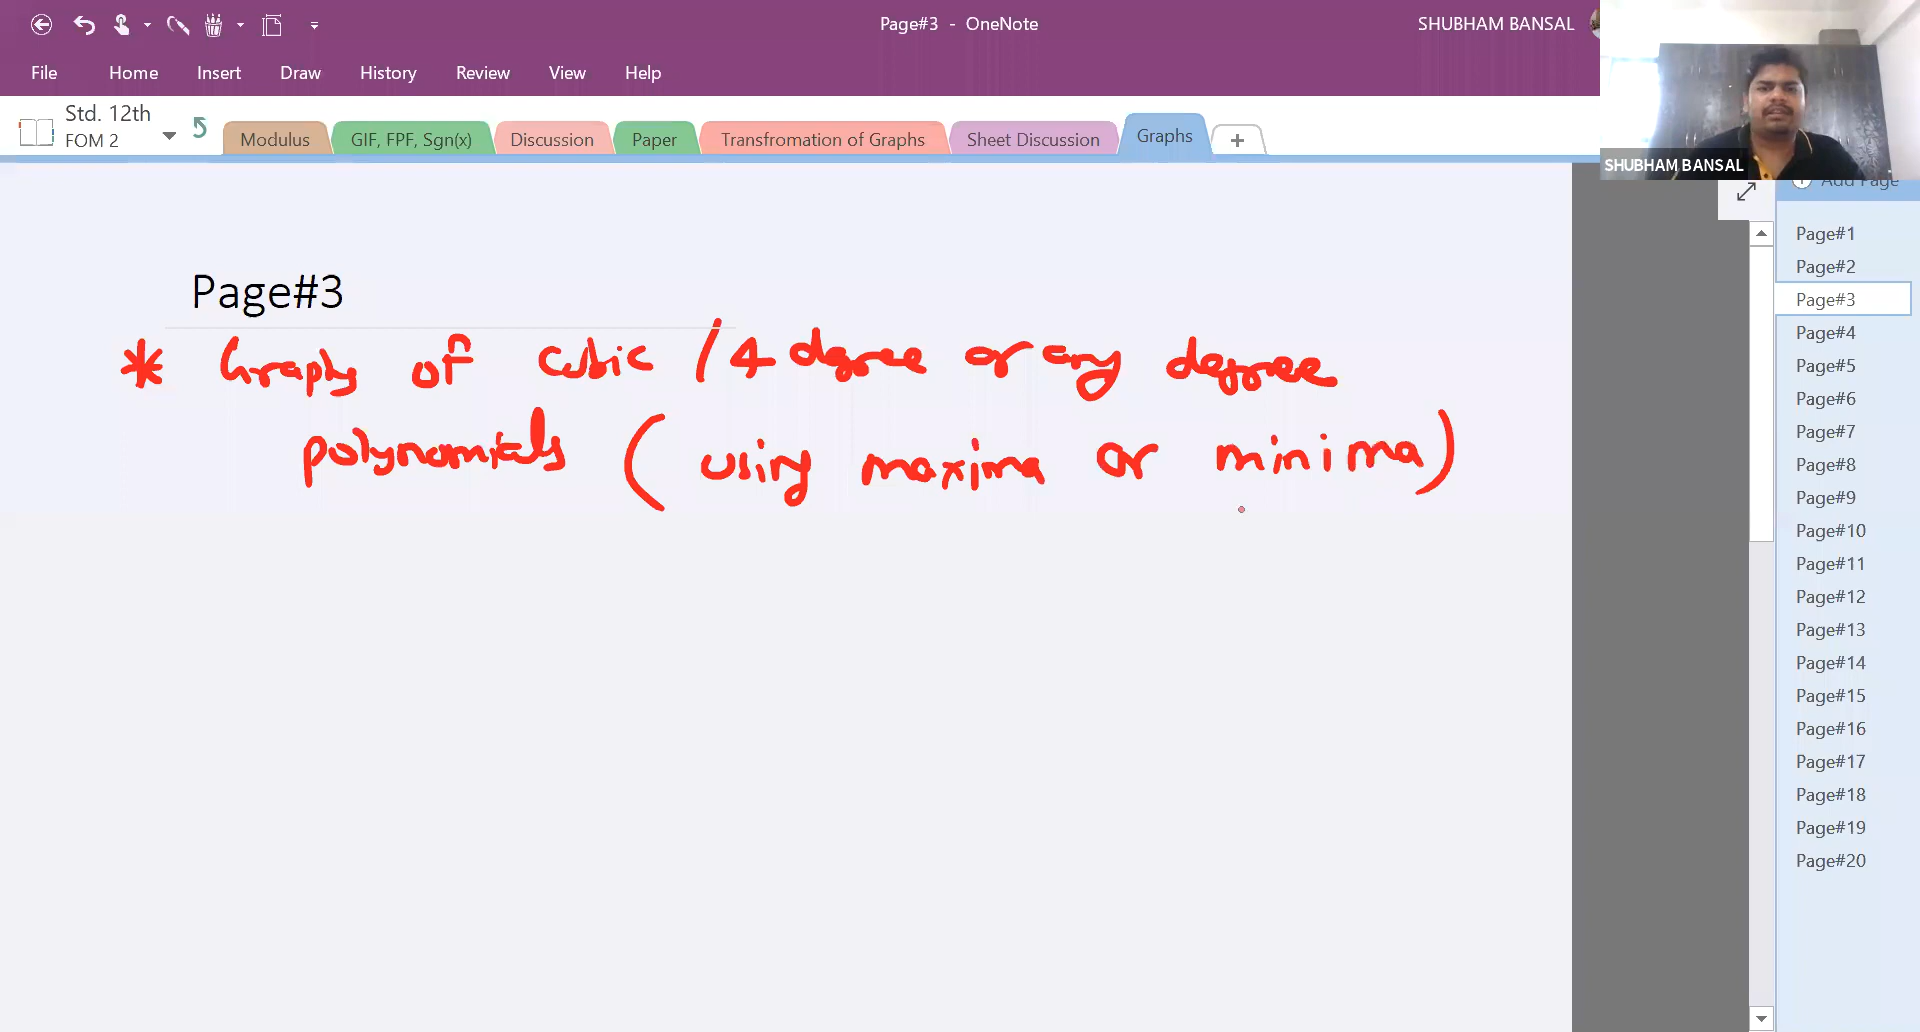 Page#3 - OneNote
SHUBHAM BANSAL
File Home Insert Draw History Review View Help
Std. 12th
FOM 2
Modulus GIF, FPF, Sgn(x) Discussion Paper Transfromation of Graphs Sheet Discussion Graphs +
SHUBHAM BANSAL
Add Page
Page#3
* Graphs of cubic / 4 degree or any degree
polynomials ( using maxima or minima )
Page#1
Page#2
Page#3
Page#4
Page#5
Page#6
Page#7
Page#8
Page#9
Page#10
Page#11
Page#12
Page#13
Page#14
Page#15
Page#16
Page#17
Page#18
Page#19
Page#20